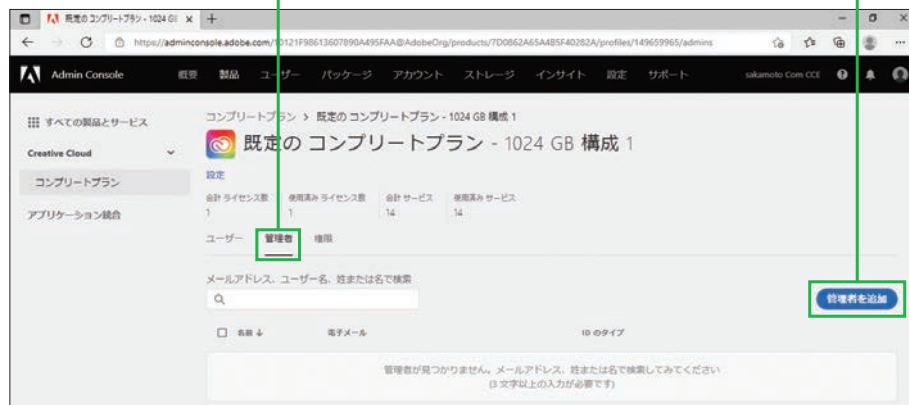 既定の コンプリートプラン - 1024 GB
https://adminconsole.adobe.com/10121F98613607890A495FAA@AdobeOrg/products/7D0862A65A4B5F40282A/profiles/149659965/admins
Admin Console 概要 製品 ユーザー パッケージ アカウント ストレージ インサイト 設定 サポート sakamoto Com CCE
すべての製品とサービス
Creative Cloud
コンプリートプラン
アプリケーション統合
コンプリートプラン > 既定の コンプリートプラン - 1024 GB 構成 1
既定の コンプリートプラン - 1024 GB 構成 1
設定
合計 ライセンス数 使用済み ライセンス数 合計 サービス 使用済み サービス
1 1 14 14
ユーザー 管理者 権限
メールアドレス、ユーザー名、姓または名で検索
管理者を追加
名前 ↓ 電子メール ID のタイプ
管理者が見つかりません。メールアドレス、姓または名で検索してみてください
(3 文字以上の入力が必要です)